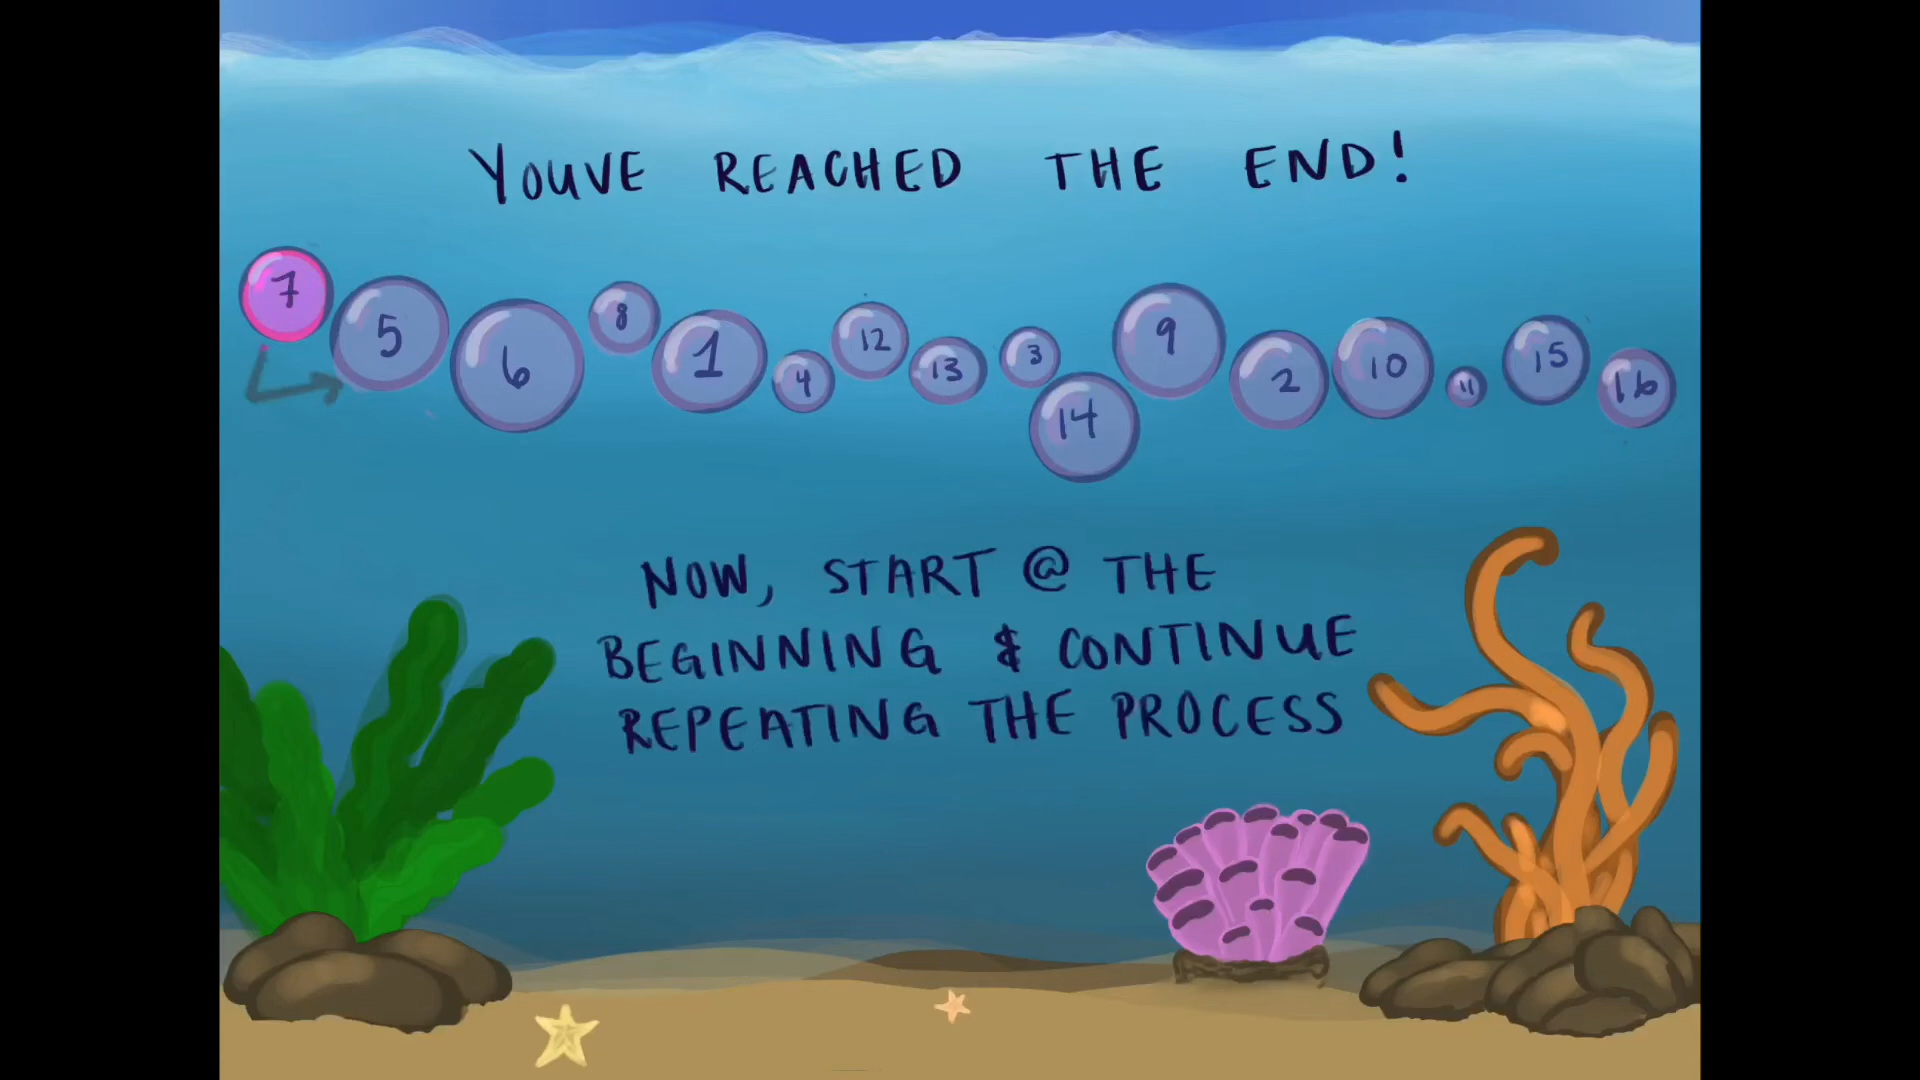 YOUVE REACHED THE END!
7 5 6 8 1 4 12 13 3 14 9 2 10 11 15 16
NOW, START @ THE
BEGINNING & CONTINUE
REPEATING THE PROCESS